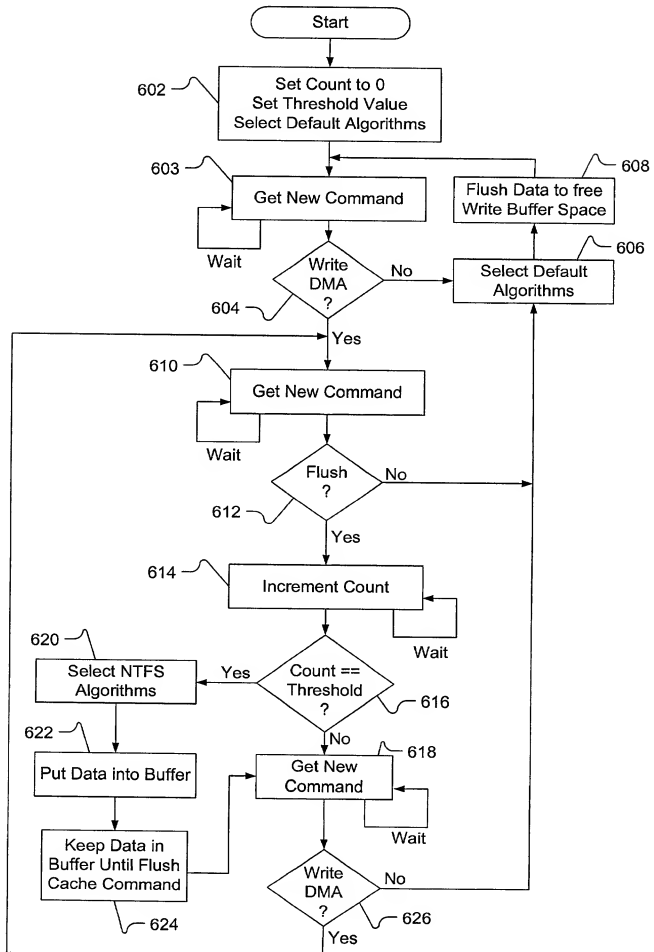 Start
602
Set Count to 0
Set Threshold Value
Select Default Algorithms
603
Get New Command
Wait
608
Flush Data to free
Write Buffer Space
606
Select Default
Algorithms
Write
DMA
?
No
604
Yes
610
Get New Command
Wait
Flush
?
No
612
Yes
614
Increment Count
Wait
620
Select NTFS
Algorithms
Yes
Count ==
Threshold
?
616
No
622
Put Data into Buffer
618
Get New
Command
Wait
Keep Data in
Buffer Until Flush
Cache Command
624
Write
DMA
?
No
626
Yes